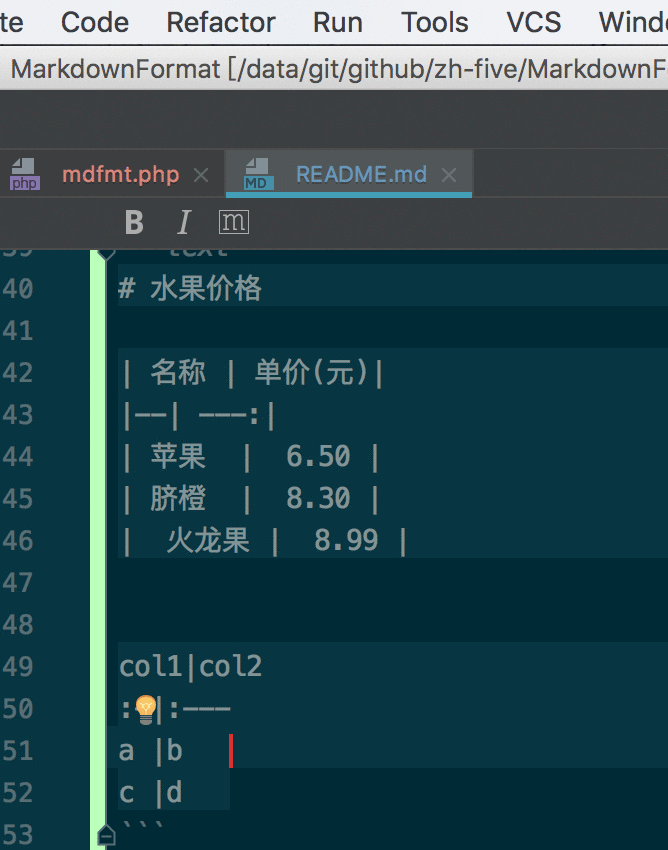 te Code Refactor Run Tools VCS Wind
MarkdownFormat [/data/git/github/zh-five/MarkdownF
php mdfmt.php × MD README.md ×
B I m
39 text
40 # 水果价格
41
42 | 名称 | 单价(元)|
43 |--| ---:|
44 | 苹果 | 6.50 |
45 | 脐橙 | 8.30 |
46 | 火龙果 | 8.99 |
47
48
49 col1|col2
50 : |:---
51 a |b
52 c |d
53 ```